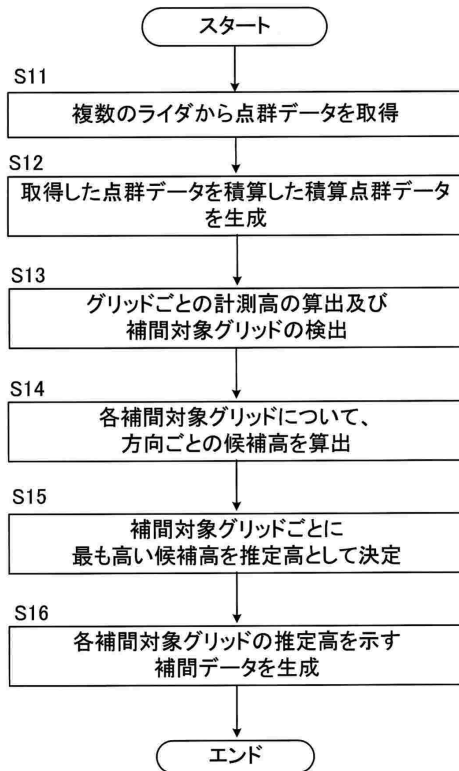 スタート
S11
複数のライダから点群データを取得
S12
取得した点群データを積算した積算点群データ
を生成
S13
グリッドごとの計測高の算出及び
補間対象グリッドの検出
S14
各補間対象グリッドについて、
方向ごとの候補高を算出
S15
補間対象グリッドごとに
最も高い候補高を推定高として決定
S16
各補間対象グリッドの推定高を示す
補間データを生成
エンド